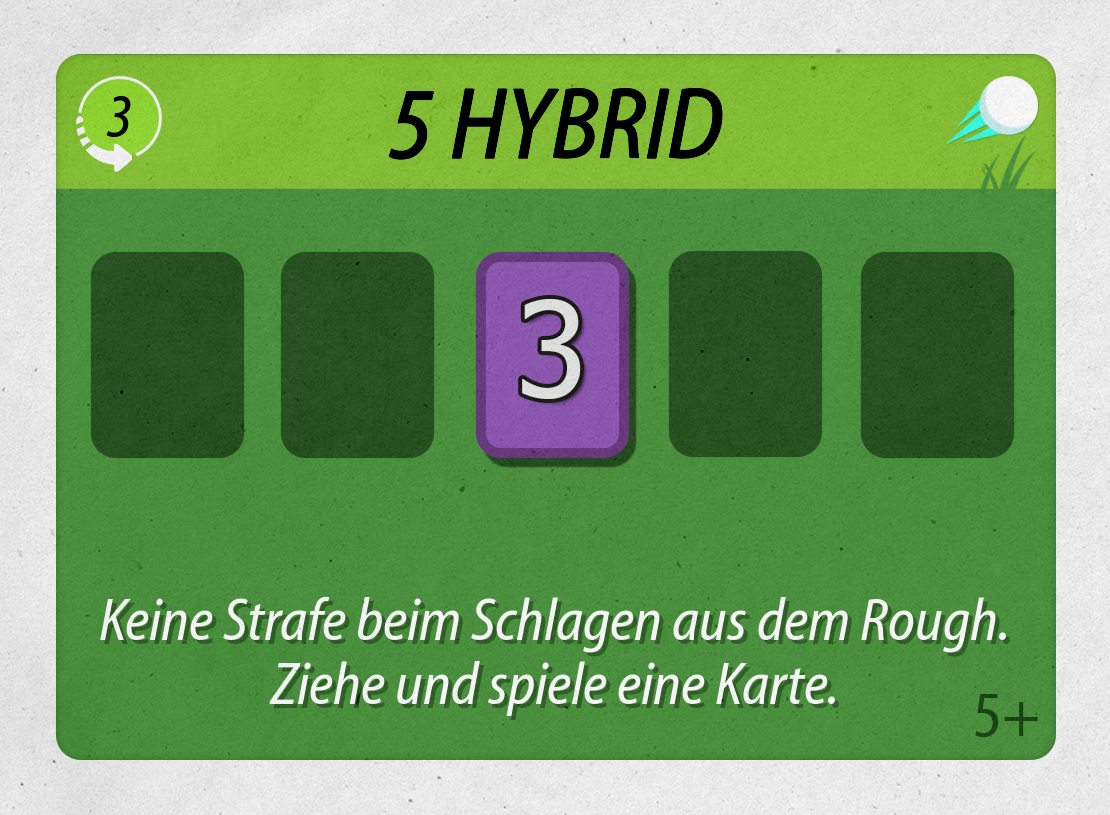 3
5 HYBRID
3
Keine Strafe beim Schlagen aus dem Rough.
Ziehe und spiele eine Karte.
5+